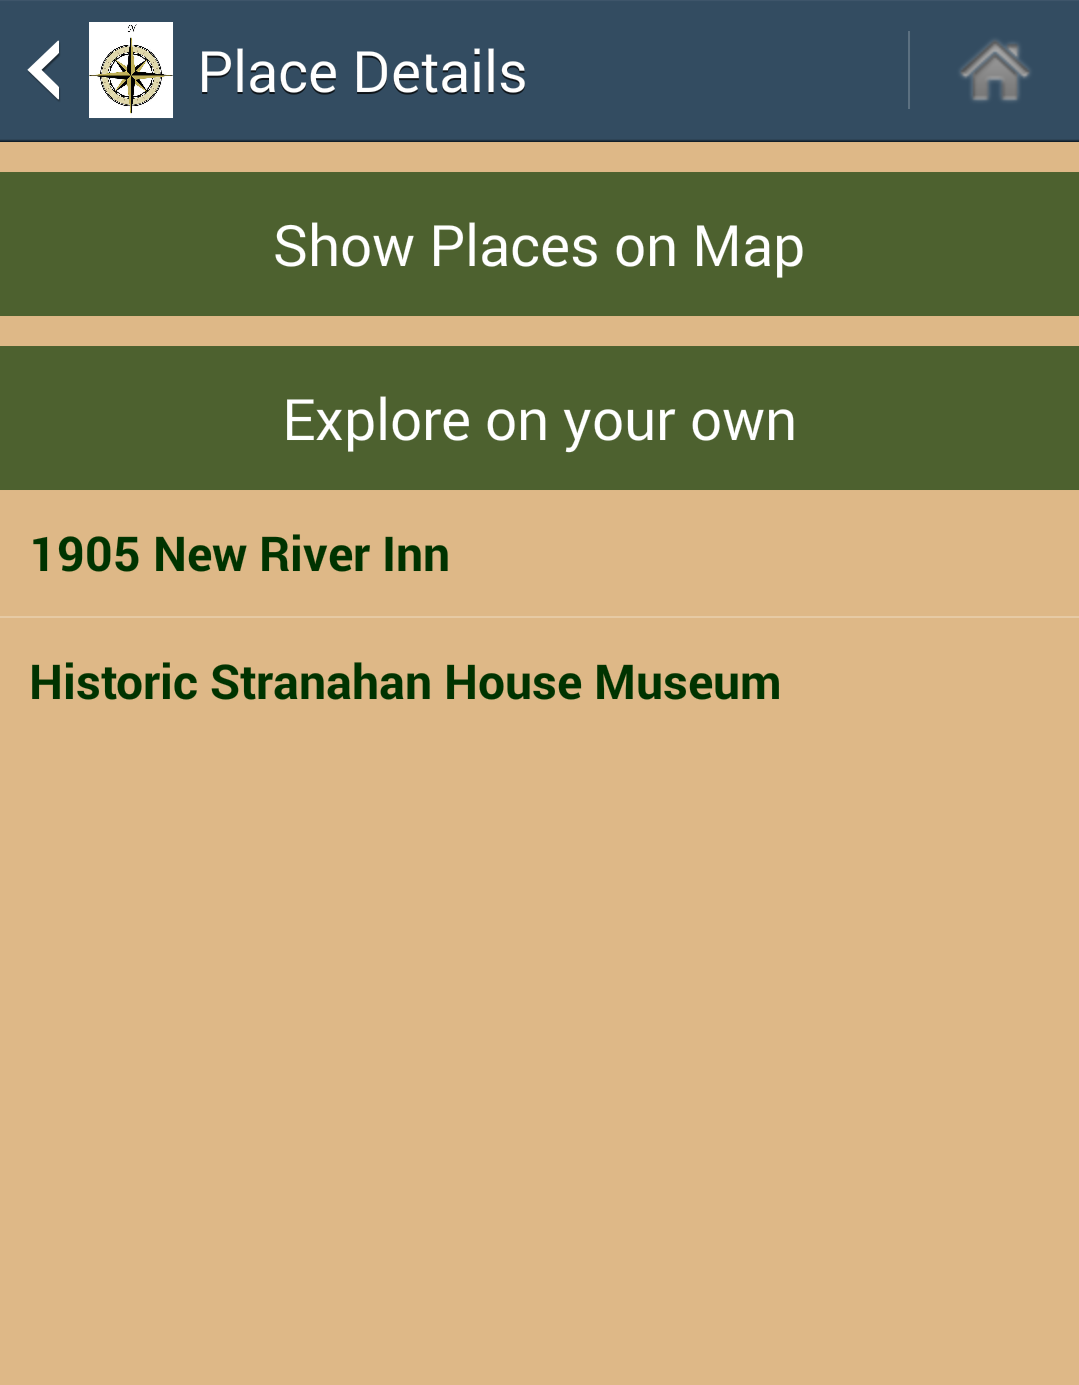 Place Details
Show Places on Map
Explore on your own
1905 New River Inn
Historic Stranahan House Museum